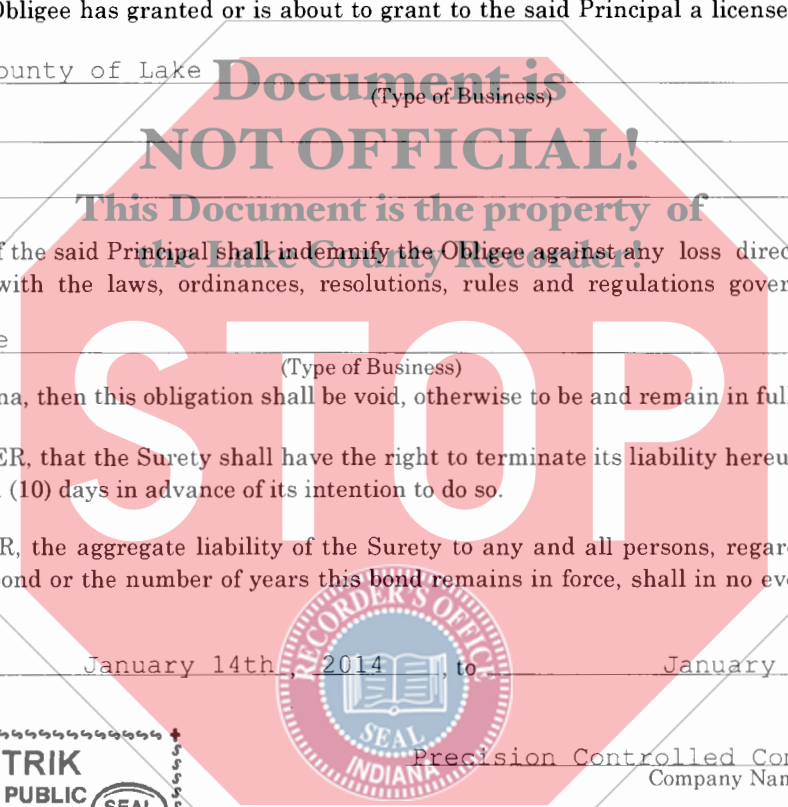 Obligee has granted or is about to grant to the said Principal a license
ounty of Lake
Document is
(Type of Business)
NOT OFFICIAL!
This Document is the property of
the Lake County Recorder!
f the said Principal shall indemnify the Obligee against any loss direc
with the laws, ordinances, resolutions, rules and regulations gover
e
STOP
(Type of Business)
na, then this obligation shall be void, otherwise to be and remain in full
ER, that the Surety shall have the right to terminate its liability hereu
(10) days in advance of its intention to do so.
R, the aggregate liability of the Surety to any and all persons, regar
ond or the number of years this bond remains in force, shall in no eve
January 14th, 2014, to January
RECORDER'S OFFICE
SEAL
INDIANA
TRIK
PUBLIC
SEAL
Precision Controlled Con
Company Nam